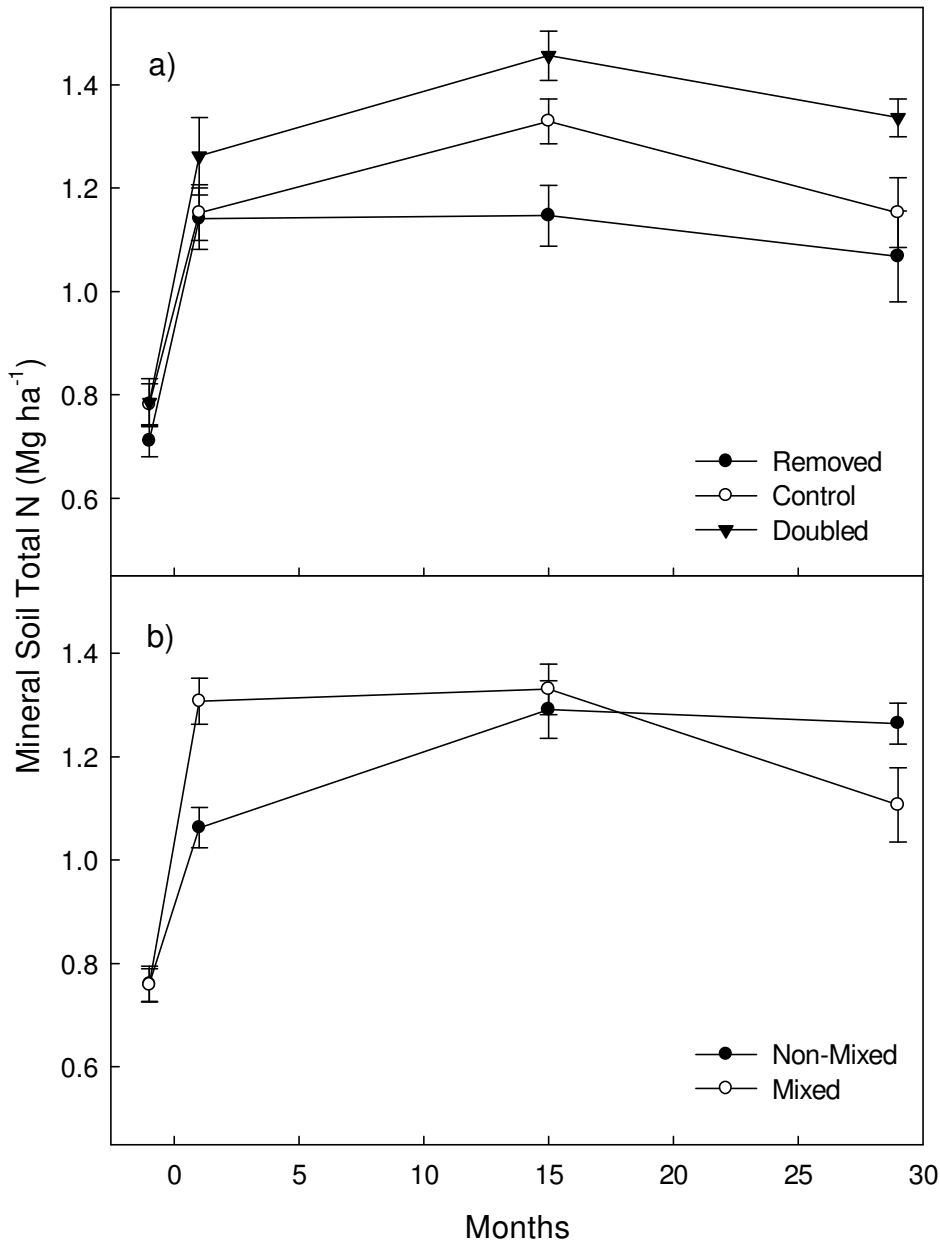 Mineral Soil Total N (Mg ha⁻¹)
a)
1.4
1.2
1.0
0.8
0.6
Removed
Control
Doubled
b)
1.4
1.2
1.0
0.8
0.6
Non-Mixed
Mixed
0 5 10 15 20 25 30
Months